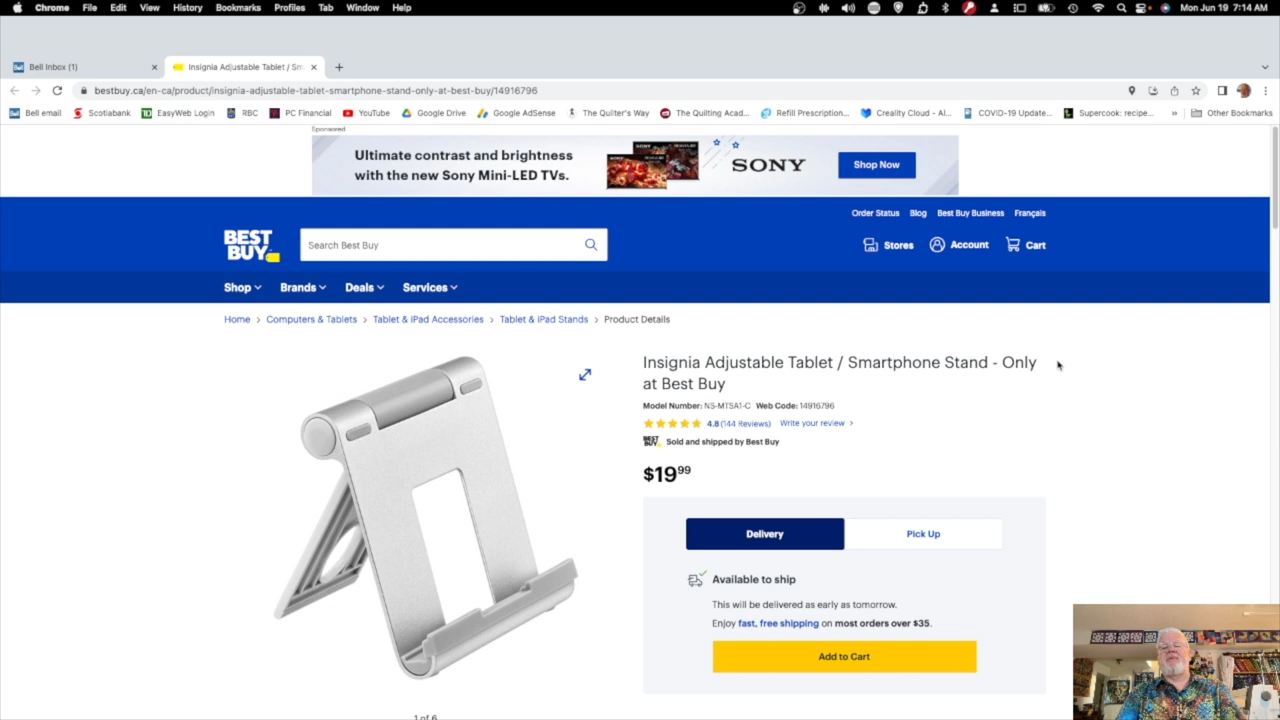 Chrome File Edit View History Bookmarks Profiles Tab Window Help Mon Jun 19 7:14 AM
Bell Inbox (1) Insignia Adjustable Tablet / Sm
bestbuy.ca/en-ca/product/insignia-adjustable-tablet-smartphone-stand-only-at-best-buy/14916796
Bell email Scotiabank EasyWeb Login RBC PC Financial YouTube Google Drive Google AdSense The Quilter's Way The Quilting Acad... Refill Prescription... Creality Cloud - Al... COVID-19 Update... Supercook: recipe... » Other Bookmarks
Sponsored
Ultimate contrast and brightness
with the new Sony Mini-LED TVs.
SONY
Shop Now
Order Status Blog Best Buy Business Français
BEST
BUY
Search Best Buy
Stores Account Cart
Shop Brands Deals Services
Home > Computers & Tablets > Tablet & iPad Accessories > Tablet & iPad Stands > Product Details
Insignia Adjustable Tablet / Smartphone Stand - Only
at Best Buy
Model Number: NS-MTSA1-C Web Code: 14916796
4.8 (144 Reviews) Write your review >
BEST BUY Sold and shipped by Best Buy
$19.99
Delivery Pick Up
Available to ship
This will be delivered as early as tomorrow.
Enjoy fast, free shipping on most orders over $35.
Add to Cart
1 of 6